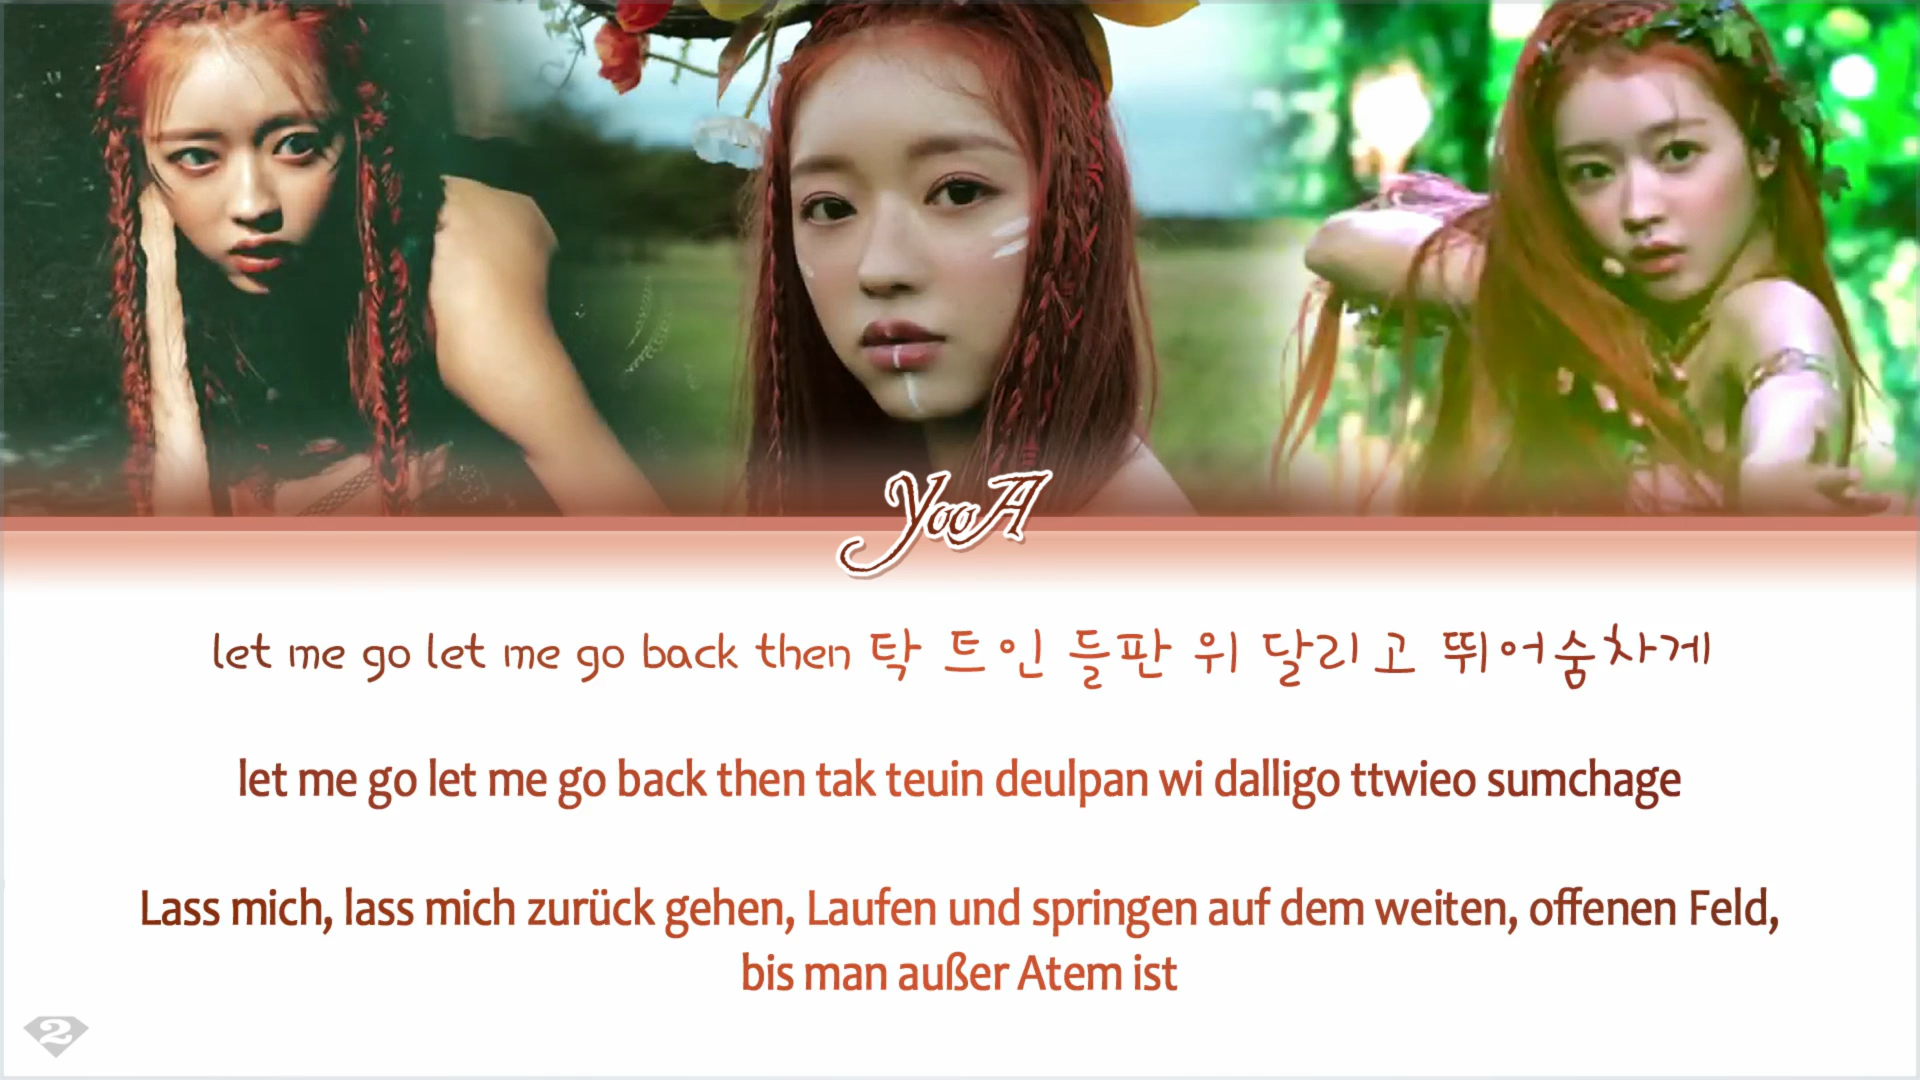 YooA
let me go let me go back then 탁 트인 들판 위 달리고 뛰어숨차게
let me go let me go back then tak teuin deulpan wi dalligo ttwieo sumchage
Lass mich, lass mich zurück gehen, Laufen und springen auf dem weiten, offenen Feld,
bis man außer Atem ist
2